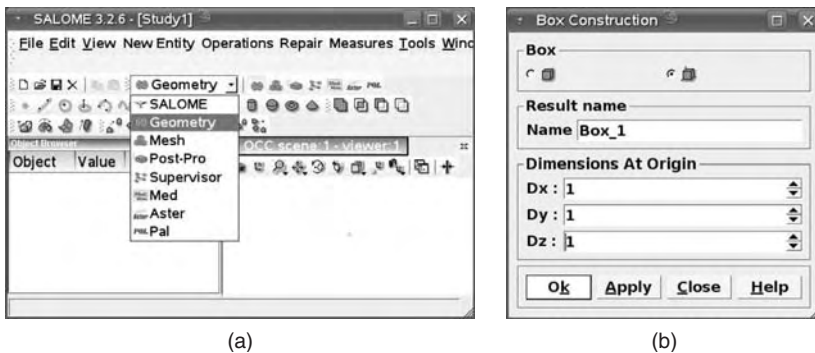 SALOME 3.2.6 - [Study1]
File Edit View New Entity Operations Repair Measures Tools Wind
Geometry
SALOME
Geometry
Mesh
Post-Pro
Supervisor
Med
Aster
Pal
Object Browser
OCC scene:1 - viewer:1
Object Value
(a)
Box Construction
Box
Result name
Name Box_1
Dimensions At Origin
Dx : 1
Dy : 1
Dz : 1
Ok Apply Close Help
(b)